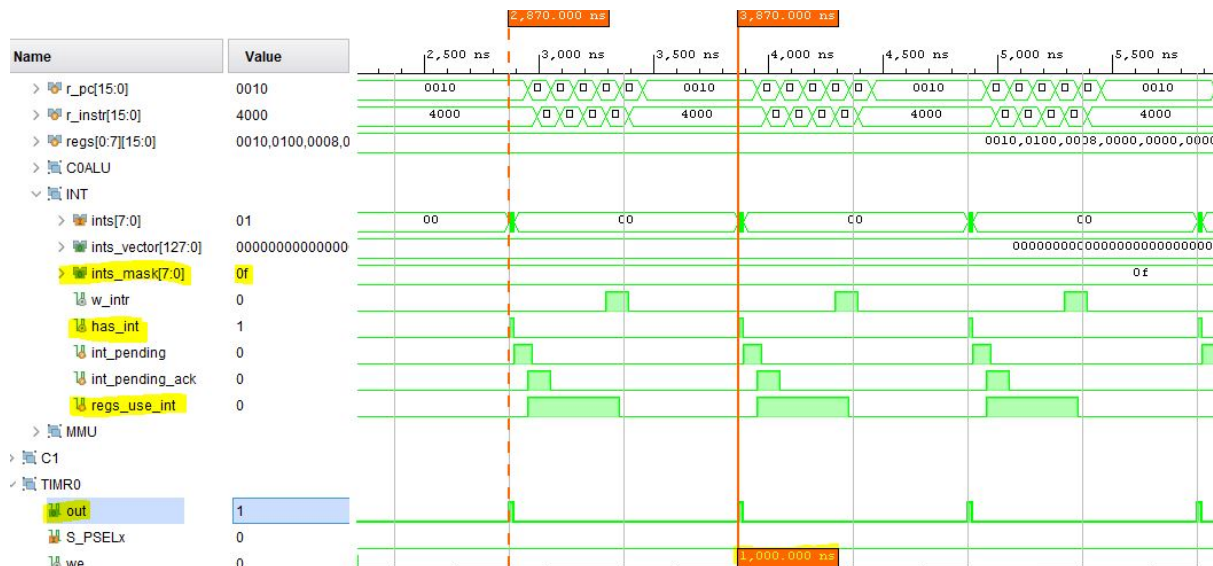 2,870.000 ns 3,870.000 ns
Name Value 2,500 ns 3,000 ns 3,500 ns 4,000 ns 4,500 ns 5,000 ns 5,500 ns
r_pc[15:0] 0010 0010 0010 0010 0010
r_instr[15:0] 4000 4000 4000 4000 4000
regs[0:7][15:0] 0010,0100,0008,0 0010,0100,0008,0000,0000,0000
C0ALU
INT
ints[7:0] 01 00 00 00 00
ints_vector[127:0] 00000000000000 0000000000000000000000000000
ints_mask[7:0] 0f 0f
w_intr 0
has_int 1
int_pending 0
int_pending_ack 0
regs_use_int 0
MMU
C1
TIMR0
out 1
S_PSELx 0 1,000.000 ns
we 0